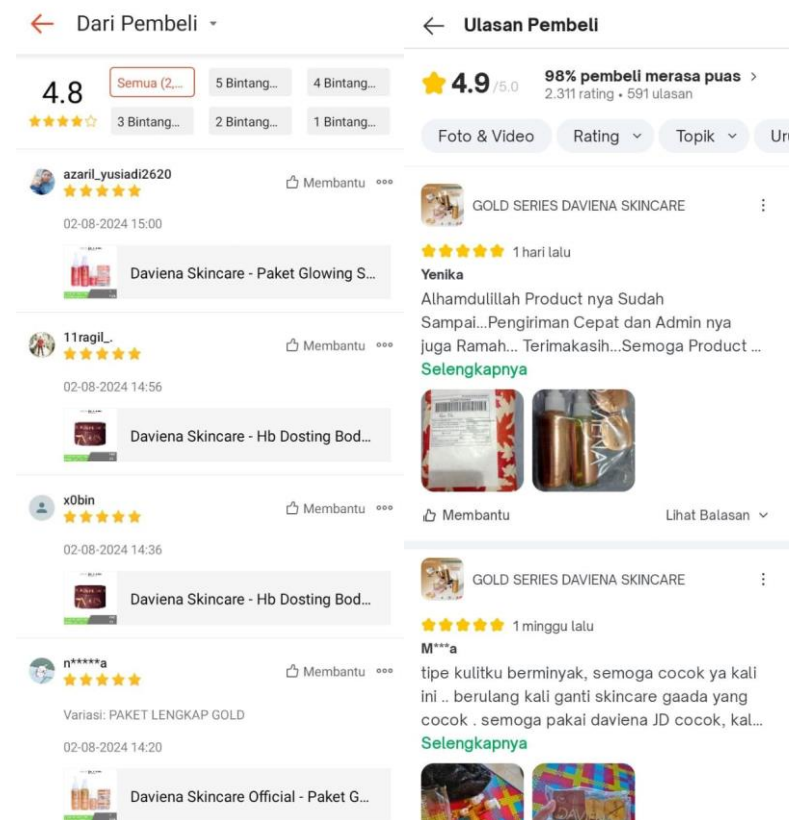 Dari Pembeli
4.8
Semua (2,...
5 Bintang...
4 Bintang...
3 Bintang...
2 Bintang...
1 Bintang...
azaril_yusiadi2620
Membantu
02-08-2024 15:00
Daviena Skincare - Paket Glowing S...
11ragil_.
Membantu
02-08-2024 14:56
Daviena Skincare - Hb Dosting Bod...
x0bin
Membantu
02-08-2024 14:36
Daviena Skincare - Hb Dosting Bod...
n*****a
Membantu
Variasi: PAKET LENGKAP GOLD
02-08-2024 14:20
Daviena Skincare Official - Paket G...
Ulasan Pembeli
4.9 /5.0
98% pembeli merasa puas
2.311 rating • 591 ulasan
Foto & Video
Rating
Topik
Uru
GOLD SERIES DAVIENA SKINCARE
1 hari lalu
Yenika
Alhamdulillah Product nya Sudah
Sampai...Pengiriman Cepat dan Admin nya
juga Ramah... Terimakasih...Semoga Product ...
Selengkapnya
Membantu
Lihat Balasan
GOLD SERIES DAVIENA SKINCARE
1 minggu lalu
M***a
tipe kulitku berminyak, semoga cocok ya kali
ini .. berulang kali ganti skincare gaada yang
cocok . semoga pakai daviena JD cocok, kal...
Selengkapnya